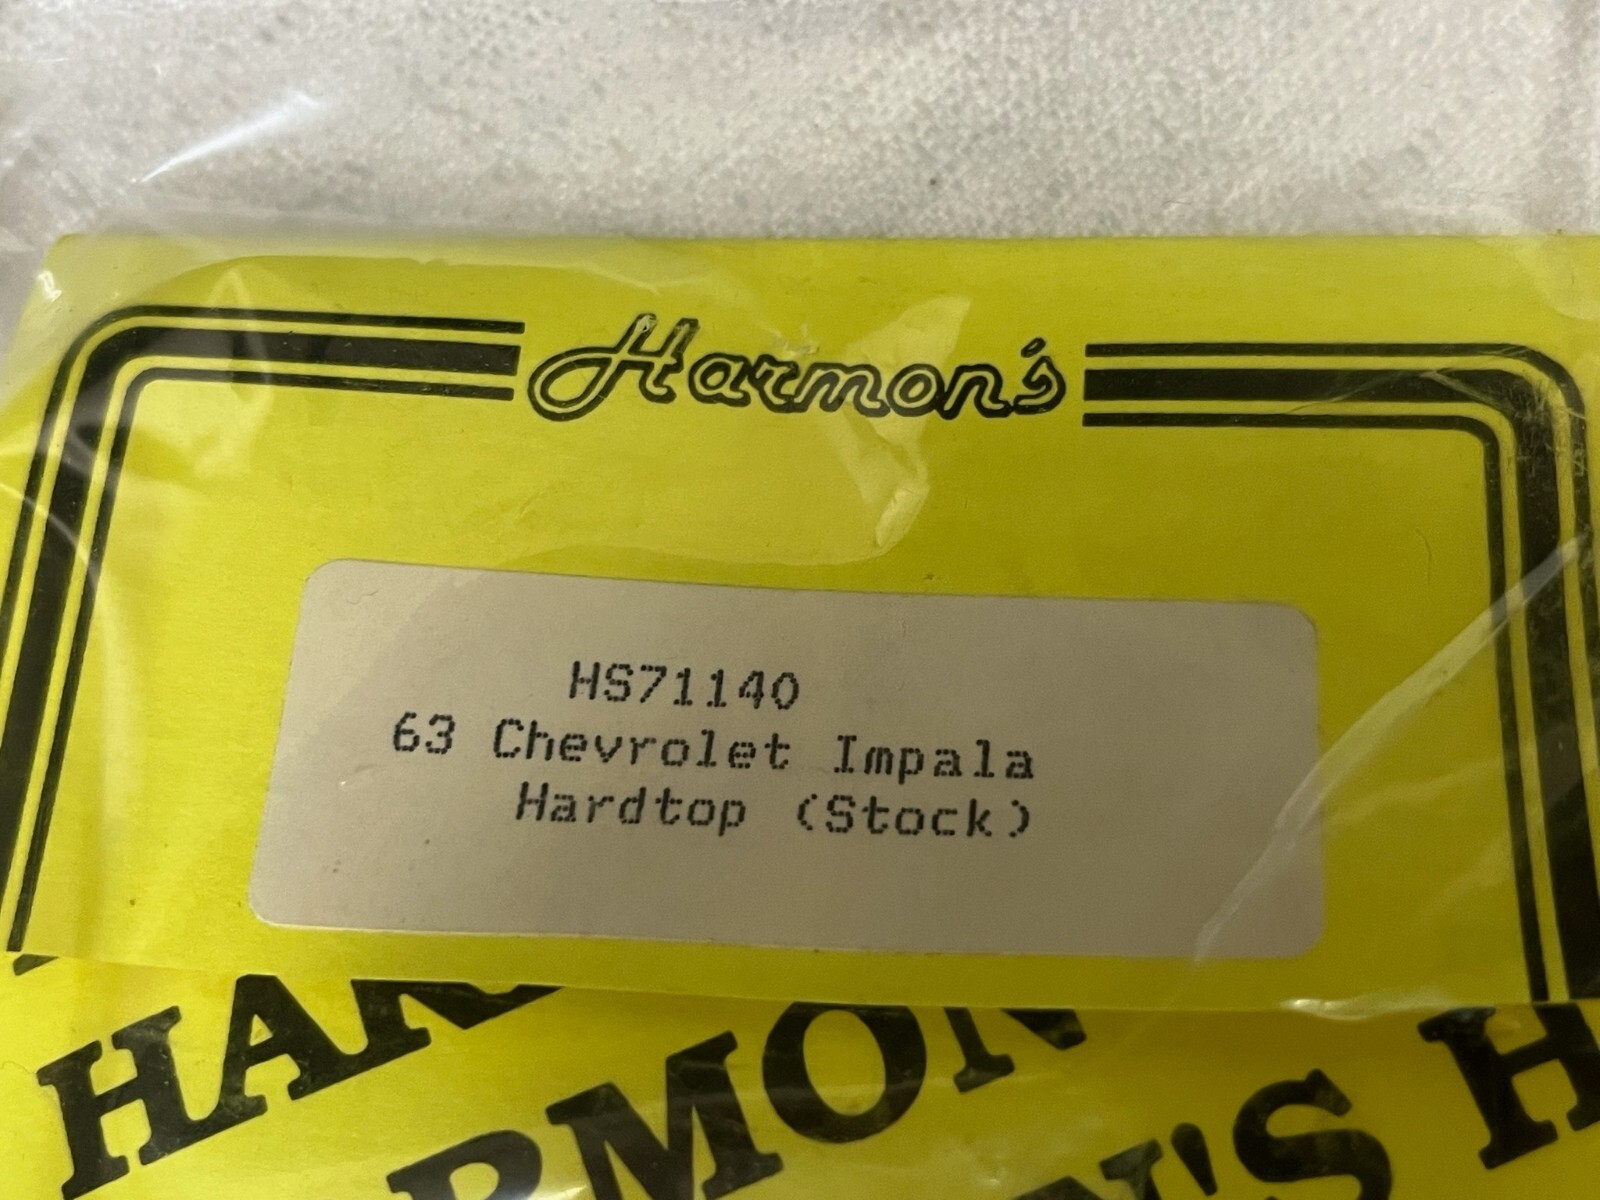 Harmon's
HS71140
63 Chevrolet Impala
Hardtop (Stock)